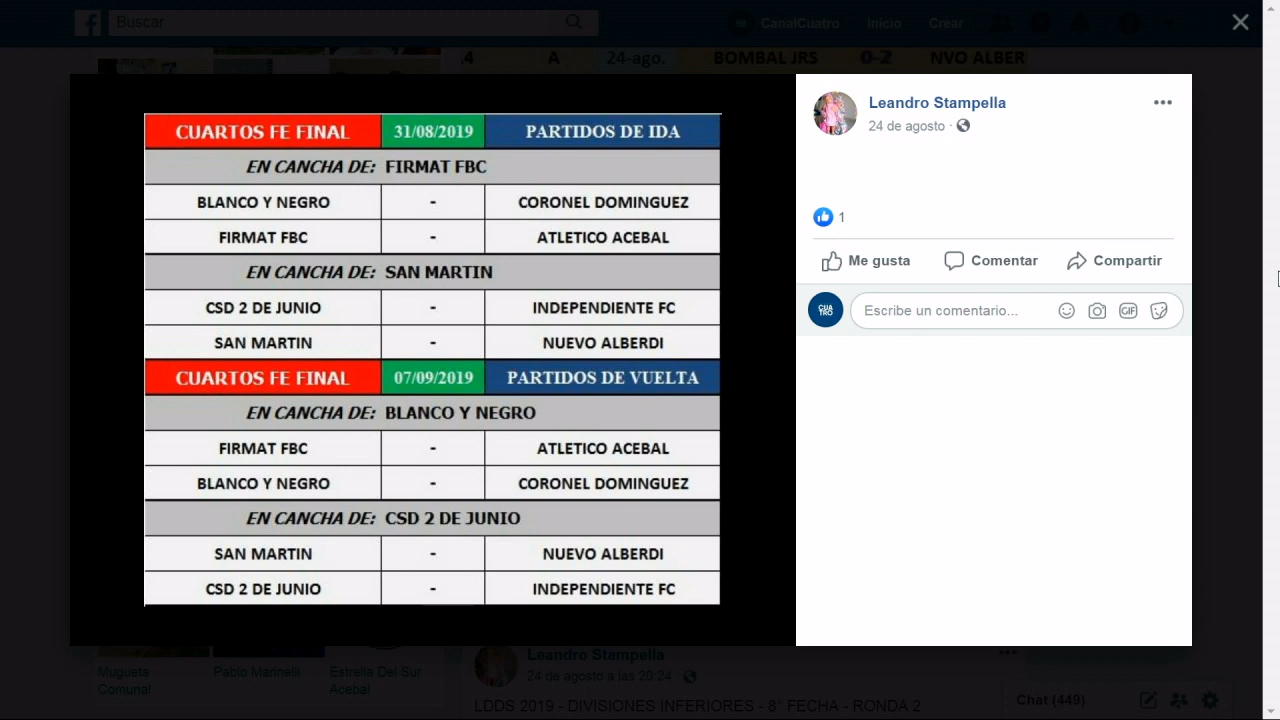 Buscar
CanalCuatro Inicio Crear
.4 A 24-ago. BOMBAL JRS 0-2 NVO ALBER
CUARTOS FE FINAL 31/08/2019 PARTIDOS DE IDA
EN CANCHA DE: FIRMAT FBC
BLANCO Y NEGRO - CORONEL DOMINGUEZ
FIRMAT FBC - ATLETICO ACEBAL
EN CANCHA DE: SAN MARTIN
CSD 2 DE JUNIO - INDEPENDIENTE FC
SAN MARTIN - NUEVO ALBERDI
CUARTOS FE FINAL 07/09/2019 PARTIDOS DE VUELTA
EN CANCHA DE: BLANCO Y NEGRO
FIRMAT FBC - ATLETICO ACEBAL
BLANCO Y NEGRO - CORONEL DOMINGUEZ
EN CANCHA DE: CSD 2 DE JUNIO
SAN MARTIN - NUEVO ALBERDI
CSD 2 DE JUNIO - INDEPENDIENTE FC
Leandro Stampella
24 de agosto ·
1
Me gusta Comentar Compartir
CUA
TRO
Escribe un comentario...
GIF
Mugueta
Comunal
Pablo Marinelli
Estrella Del Sur
Acebal
Leandro Stampella
24 de agosto a las 20:24 ·
LDDS 2019 - DIVISIONES INFERIORES - 8° FECHA - RONDA 2
Chat (449)